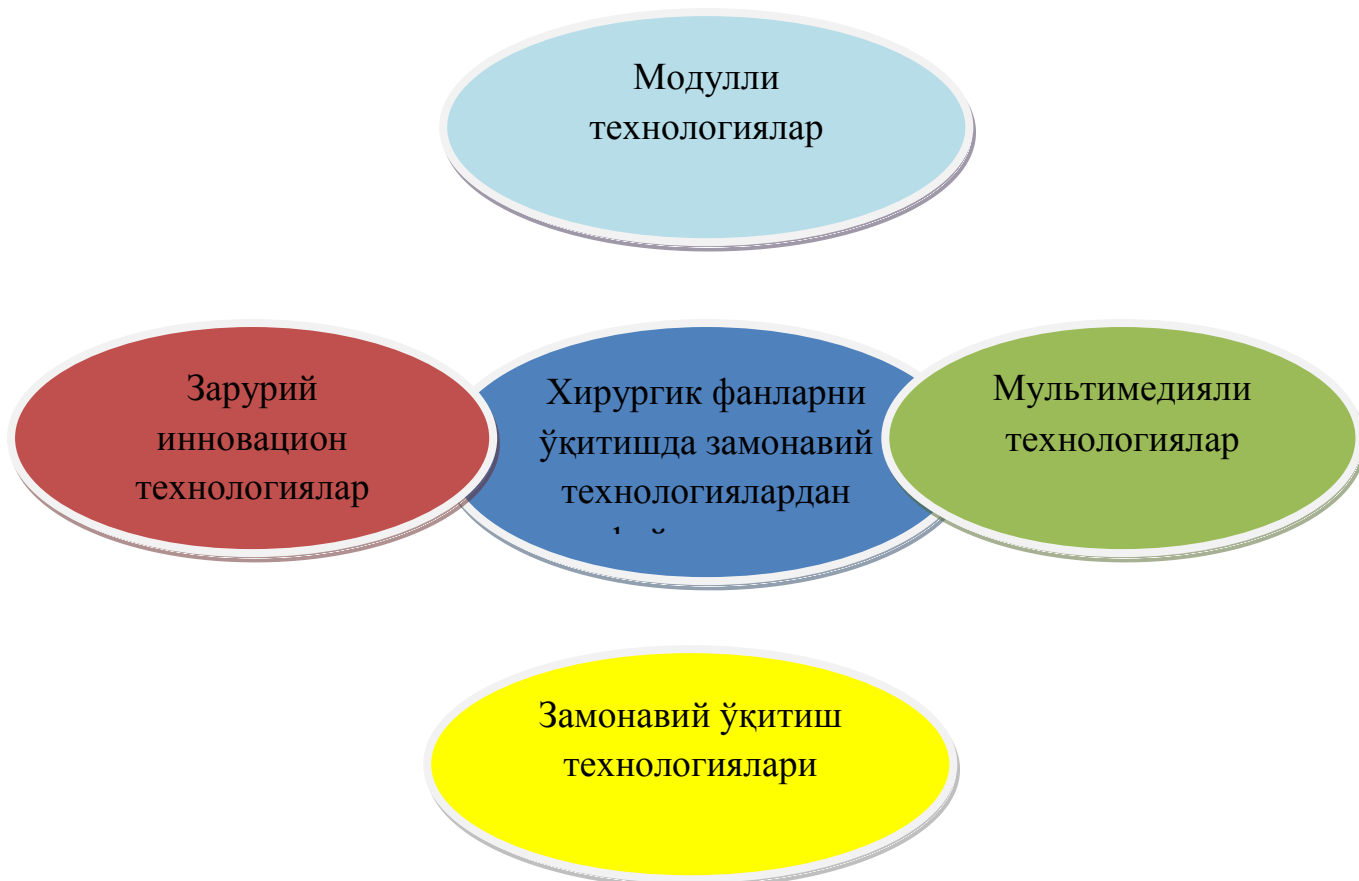 Модулли
технологиялар
Зарурий
инновацион
технологиялар
Хирургик фанларни
ўқитишда замонавий
технологиялардан
Мультимедияли
технологиялар
Замонавий ўқитиш
технологиялари